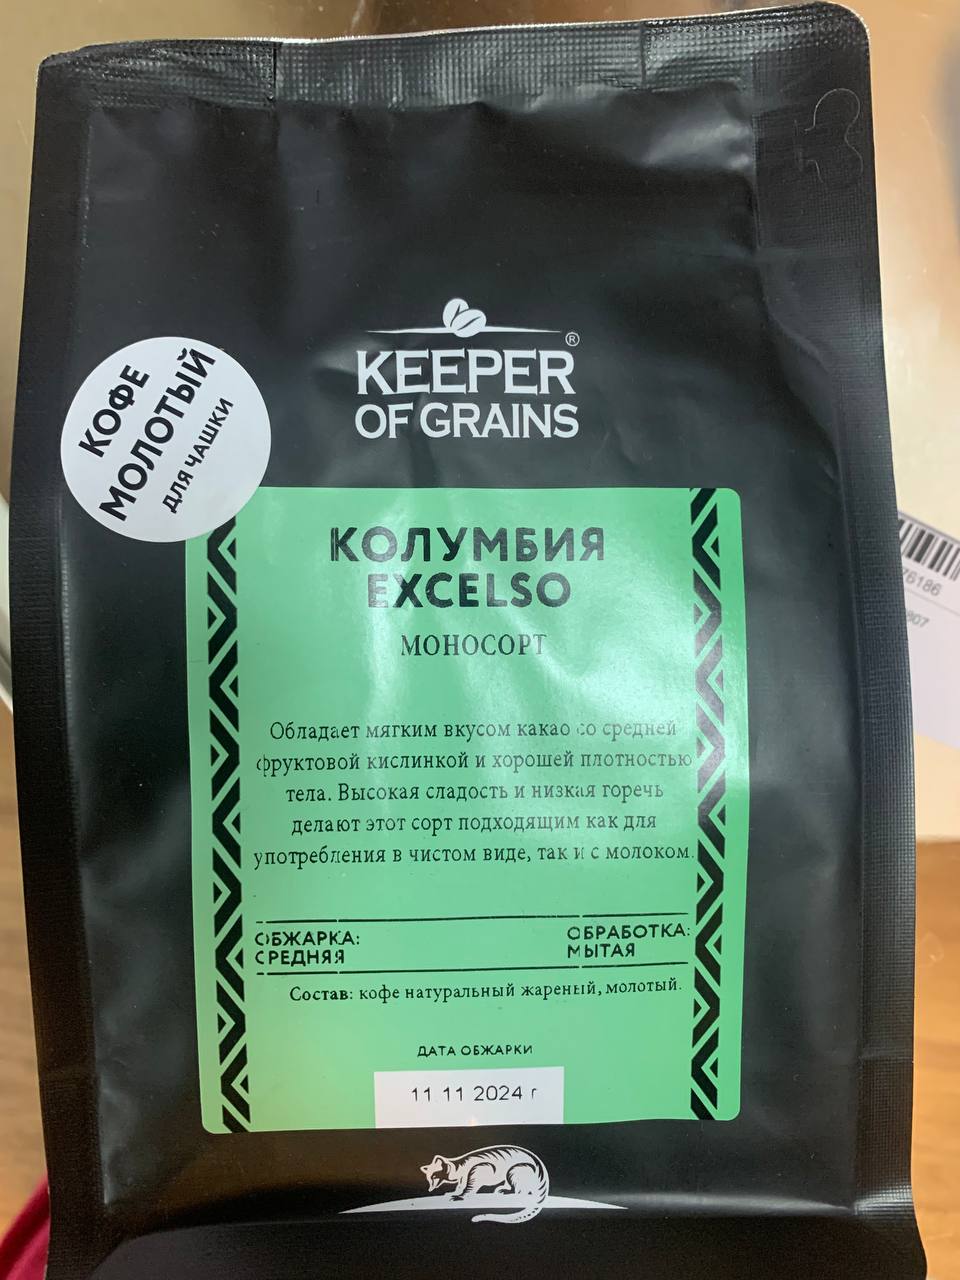 KEEPER
®
OF GRAINS
КОФЕ
МОЛОТЫЙ
ДЛЯ ЧАШКИ
КОЛУМБИЯ
EXCELSO
МОНОСОРТ
Обладает мягким вкусом какао со средней
фруктовой кислинкой и хорошей плотностью
тела. Высокая сладость и низкая горечь
делают этот сорт подходящим как для
употребления в чистом виде, так и с молоком.
ОБЖАРКА:
СРЕДНЯЯ
ОБРАБОТКА:
МЫТАЯ
Состав: кофе натуральный жареный, молотый.
ДАТА ОБЖАРКИ
11 11 2024 г
76186
807